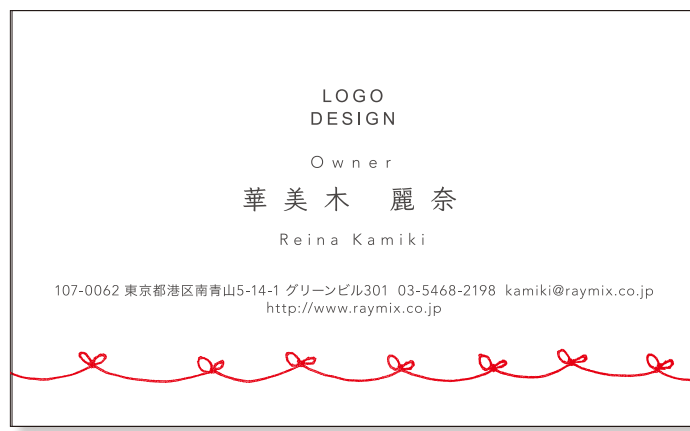 LOGO
DESIGN
Owner
華美木 麗奈
Reina Kamiki
107-0062 東京都港区南青山5-14-1 グリーンビル301 03-5468-2198 kamiki@raymix.co.jp
http://www.raymix.co.jp